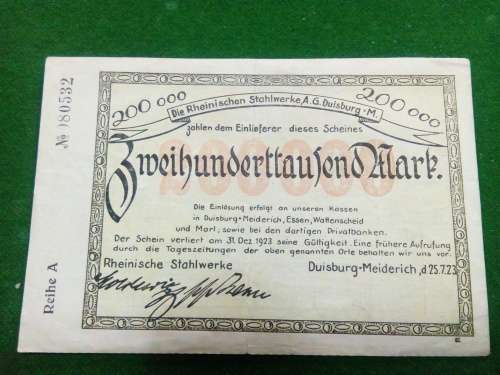 № 080532
Reihe A
200 000
200 000
Die Rheinischen Stahlwerke, A.G. Duisburg-M.
zahlen dem Einlieferer dieses Scheines
200 000
Zweihunderttausend Mark.
Die Einlösung erfolgt an unseren Kassen
in Duisburg-Meiderich, Essen, Wattenscheid
und Marl, sowie bei den dortigen Privatbanken.
Der Schein verliert am 31. Dez. 1923 seine Gültigkeit. Eine frühere Aufrufung
durch die Tageszeitungen der oben genannten Orte behalten wir uns vor.
Rheinische Stahlwerke
Duisburg-Meiderich, d. 25.7.23